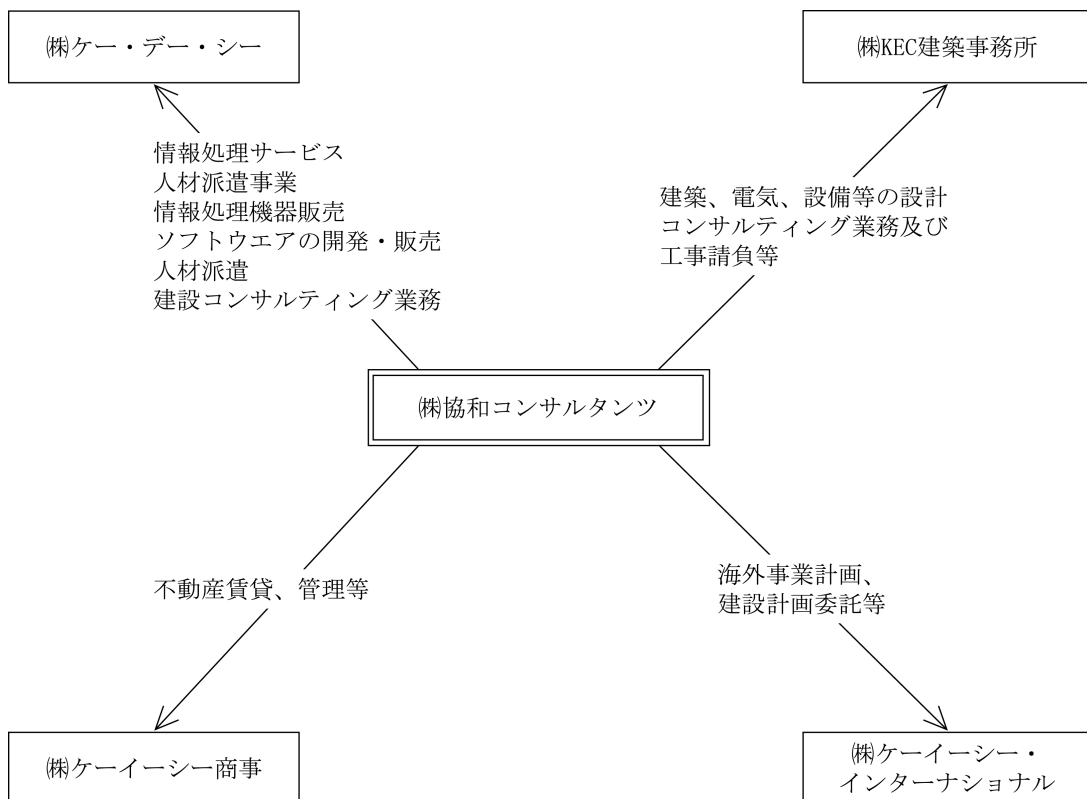 ㈱ケー・デー・シー
㈱KEC建築事務所
情報処理サービス
人材派遣事業
情報処理機器販売
ソフトウエアの開発・販売
人材派遣
建設コンサルティング業務
建築、電気、設備等の設計
コンサルティング業務及び
工事請負等
㈱協和コンサルタンツ
不動産賃貸、管理等
海外事業計画、
建設計画委託等
㈱ケーイーシー商事
㈱ケーイーシー・
インターナショナル